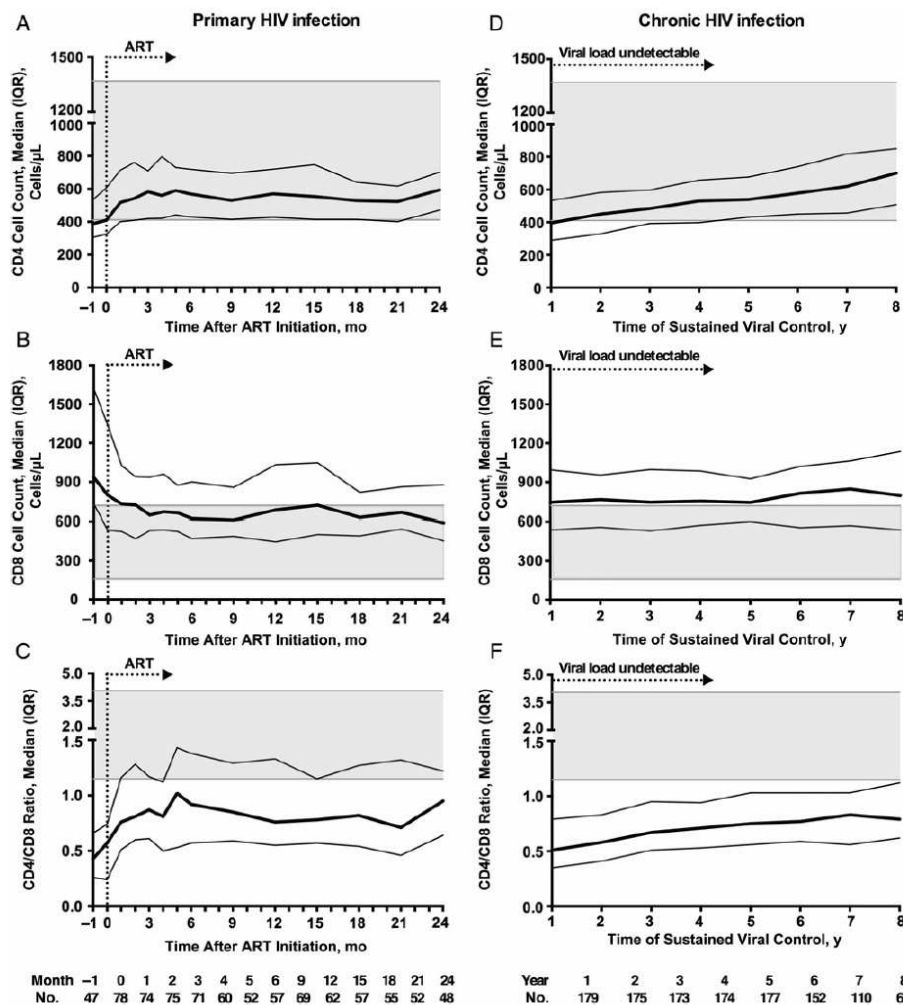 Primary HIV infection
Chronic HIV infection
A
ART
CD4 Cell Count, Median (IQR),
Cells/µL
1500
1200
1000
800
600
400
200
0
−1 0 3 6 9 12 15 18 21 24
Time After ART Initiation, mo
D
Viral load undetectable
CD4 Cell Count, Median (IQR),
Cells/µL
1500
1200
1000
800
600
400
200
0
1 2 3 4 5 6 7 8
Time of Sustained Viral Control, y
B
ART
CD8 Cell Count, Median (IQR),
Cells/µL
1800
1500
1200
900
600
300
0
−1 0 3 6 9 12 15 18 21 24
Time After ART Initiation, mo
E
Viral load undetectable
CD8 Cell Count, Median (IQR),
Cells/µL
1800
1500
1200
900
600
300
0
1 2 3 4 5 6 7 8
Time of Sustained Viral Control, y
C
ART
CD4/CD8 Ratio, Median (IQR)
5.0
3.5
2.0
1.5
1.0
0.5
0.0
−1 0 3 6 9 12 15 18 21 24
Time After ART Initiation, mo
F
Viral load undetectable
CD4/CD8 Ratio, Median (IQR)
5.0
3.5
2.0
1.5
1.0
0.5
0.0
1 2 3 4 5 6 7 8
Time of Sustained Viral Control, y
Month −1 0 1 2 3 4 5 6 9 12 15 18 21 24
No. 47 78 74 75 71 60 52 57 69 62 57 55 52 48
Year 1 2 3 4 5 6 7 8
No. 179 175 173 174 177 152 110 6